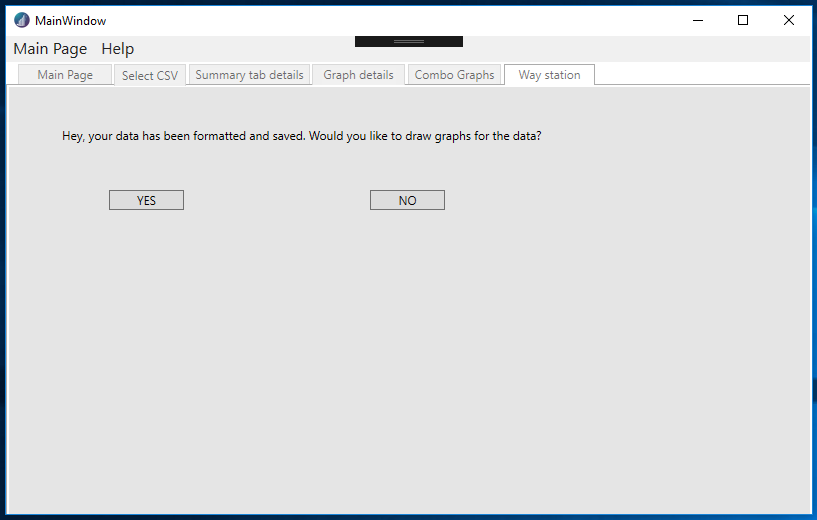 MainWindow
Main Page Help
Main Page Select CSV Summary tab details Graph details Combo Graphs Way station
Hey, your data has been formatted and saved. Would you like to draw graphs for the data?
YES NO